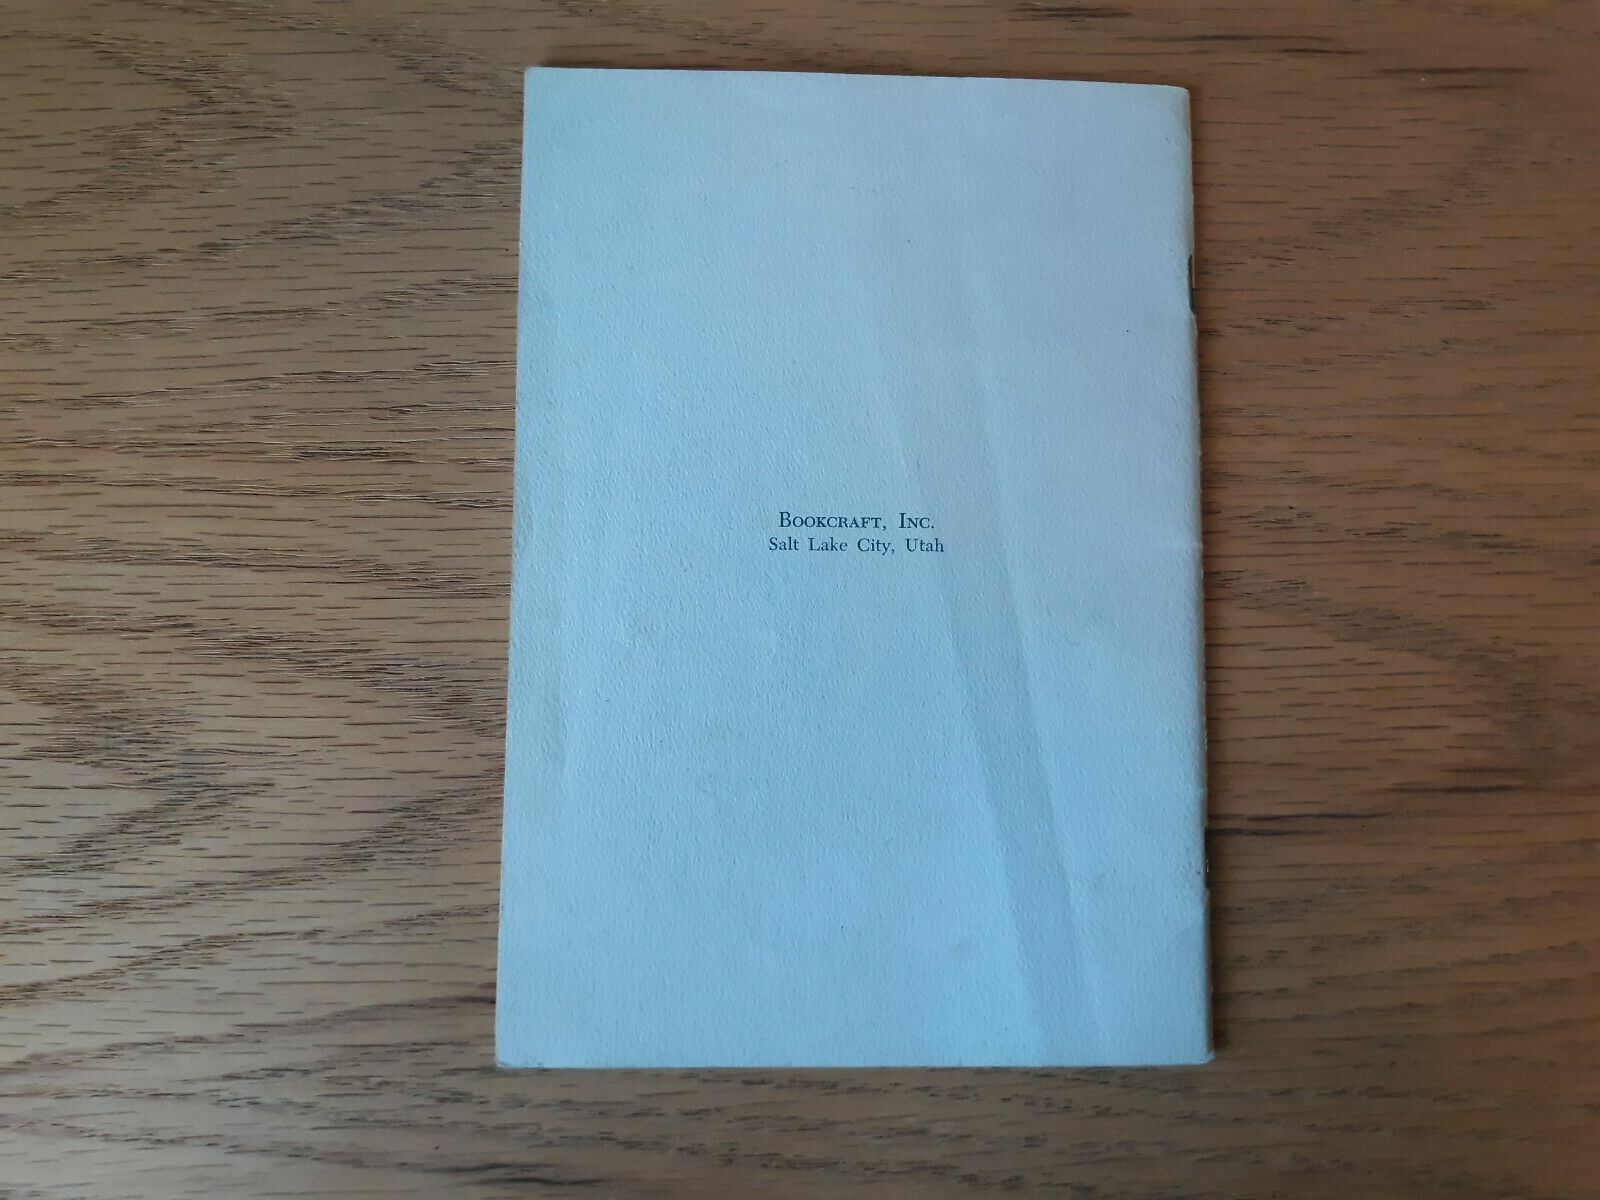 Bookcraft, Inc.
Salt Lake City, Utah